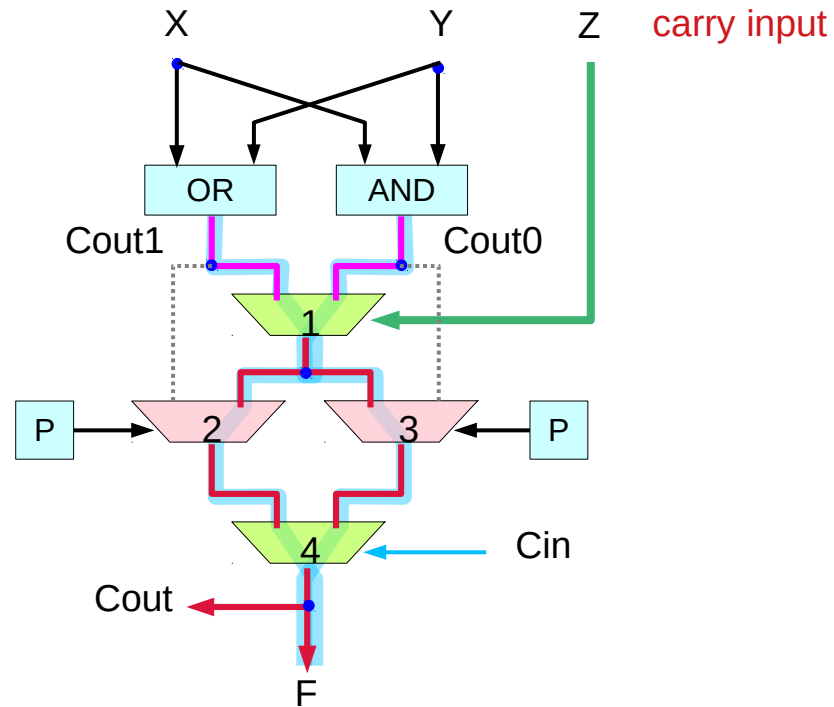 X Y Z carry input
OR AND
Cout1 Cout0
1
P 2 3 P
4 Cin
Cout
F